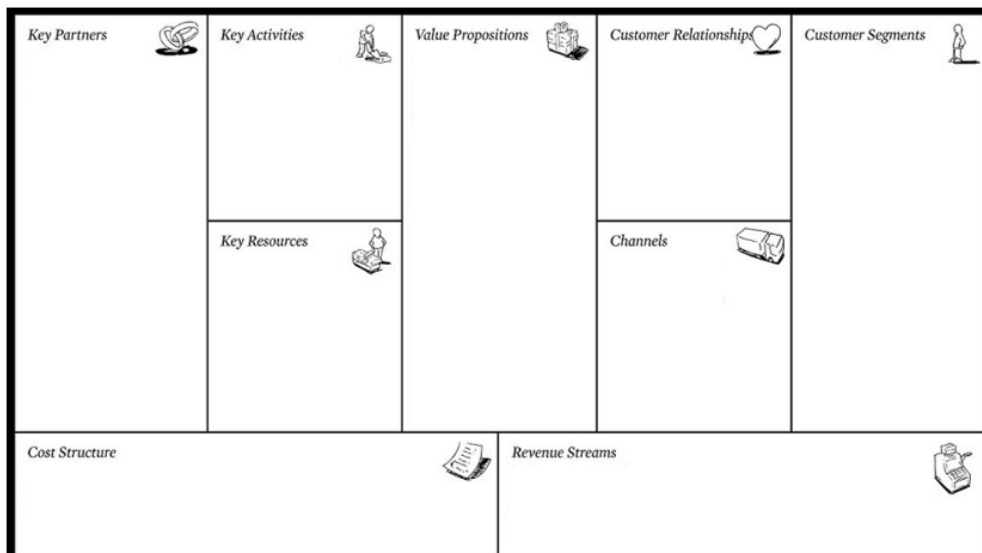 Key Partners
Key Activities
Value Propositions
Customer Relationships
Customer Segments
Key Resources
Channels
Cost Structure
Revenue Streams